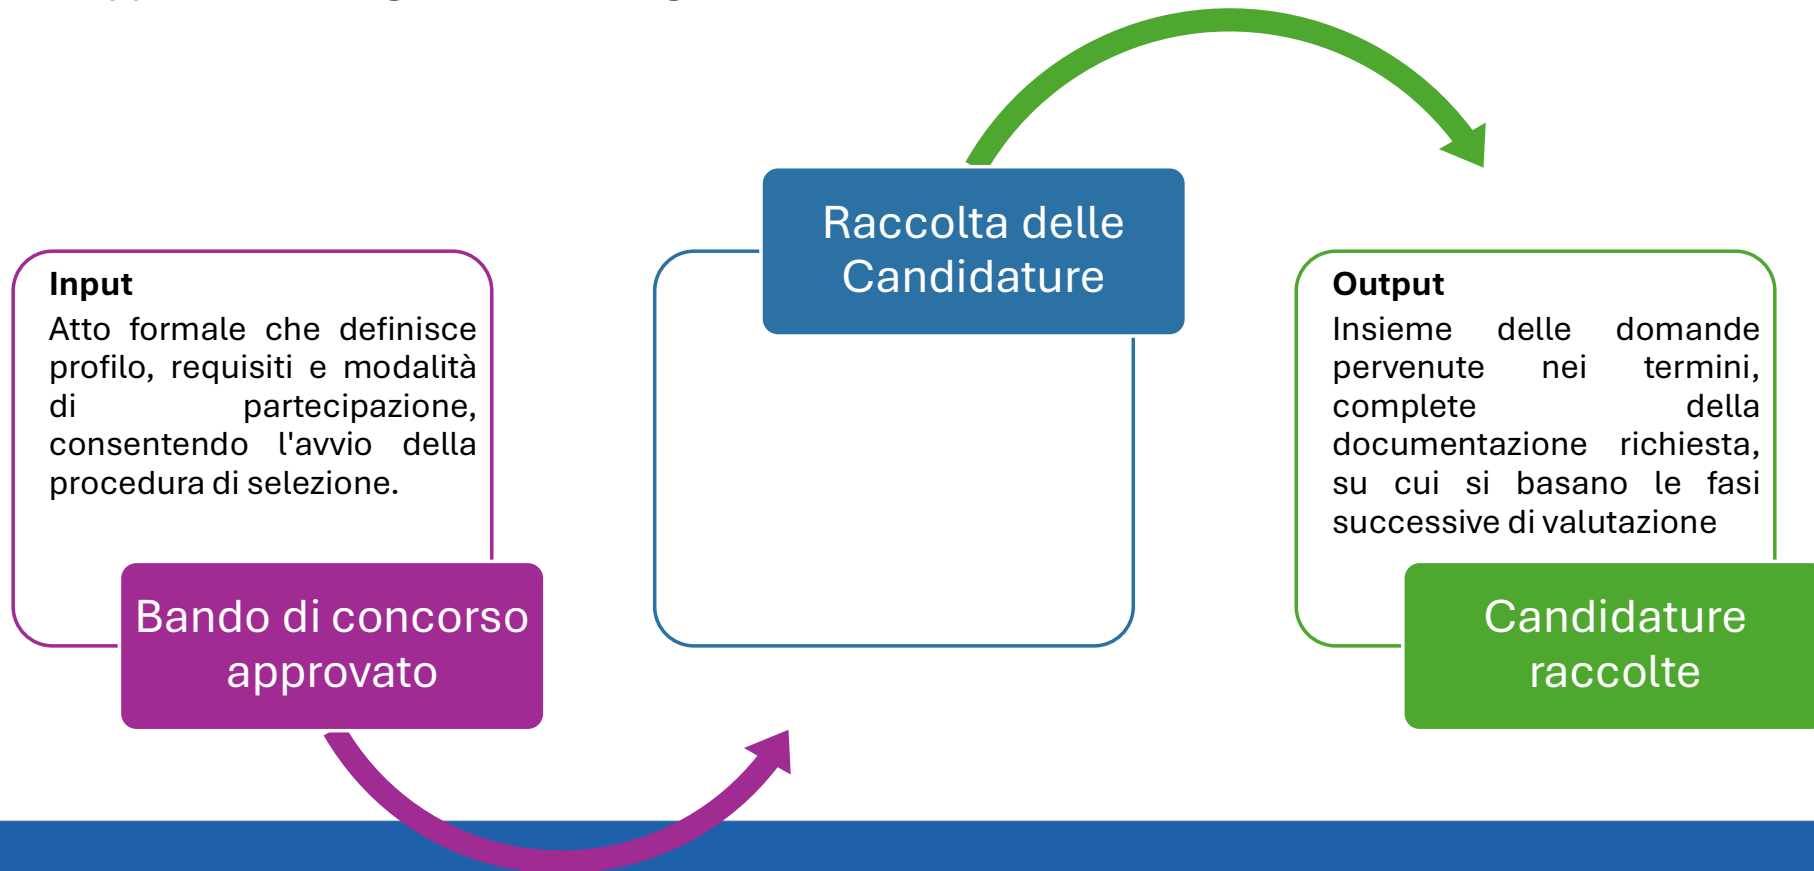 Input
Atto formale che definisce
profilo, requisiti e modalità
di partecipazione,
consentendo l'avvio della
procedura di selezione.
Bando di concorso
approvato
Raccolta delle
Candidature
Output
Insieme delle domande
pervenute nei termini,
complete della
documentazione richiesta,
su cui si basano le fasi
successive di valutazione
Candidature
raccolte